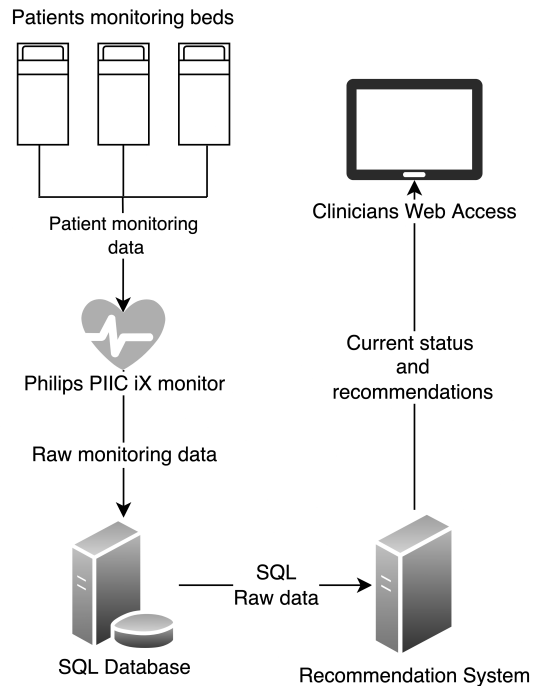 Patients monitoring beds
Patient monitoring
data
Philips PIIC iX monitor
Raw monitoring data
SQL Database
SQL
Raw data
Recommendation System
Current status
and
recommendations
Clinicians Web Access